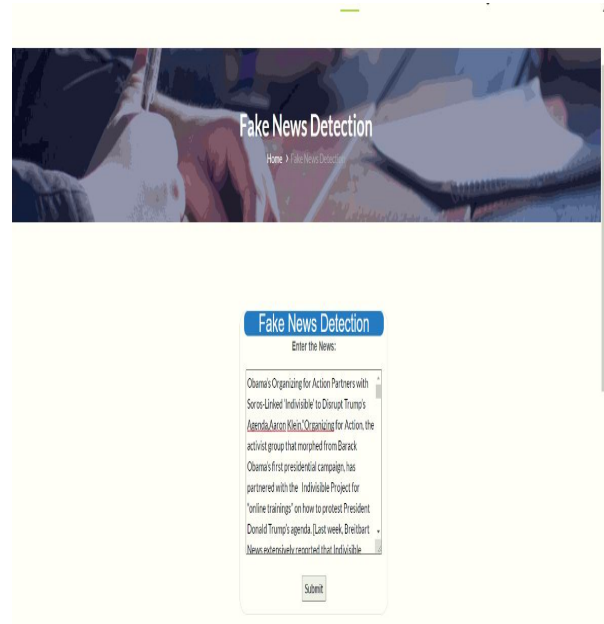 Fake News Detection
Home > Fake News Detection
Fake News Detection
Enter the News:
Obama's Organizing for Action Partners with
Soros-Linked 'Indivisible' to Disrupt Trump's
Agenda,Aaron Klein,"Organizing for Action, the
activist group that morphed from Barack
Obama's first presidential campaign, has
partnered with the Indivisible Project for
"online trainings" on how to protest President
Donald Trump's agenda. [Last week, Breitbart
News extensively reported that Indivisible
Submit